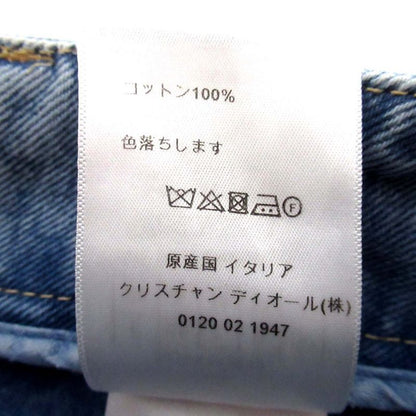 コットン100%
色落ちします
F
原産国 イタリア
クリスチャン ディオール(株)
0120 02 1947